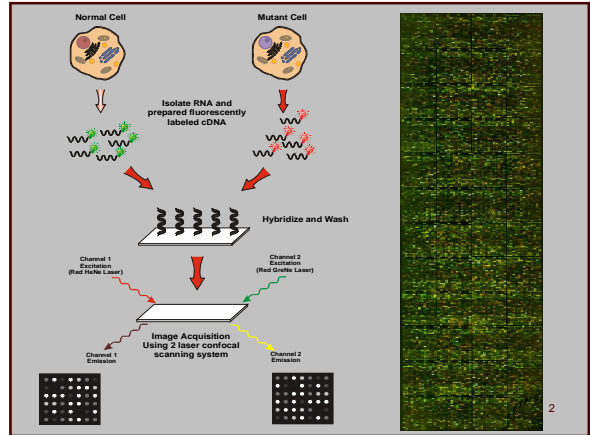 Normal Cell
Mutant Cell
Isolate RNA and
prepared fluorescently
labeled cDNA
Hybridize and Wash
Channel 1
Excitation
(Red HeNe Laser)
Channel 2
Excitation
(Red GreNe Laser)
Image Acquisition
Using 2 laser confocal
scanning system
Channel 1
Emission
Channel 2
Emission
2